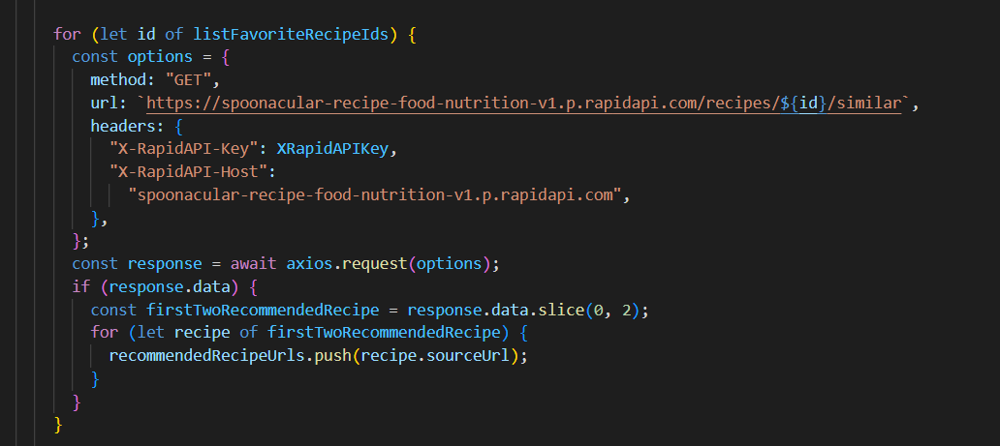 for (let id of listFavoriteRecipeIds) {
const options = {
method: "GET",
url: `https://spoonacular-recipe-food-nutrition-v1.p.rapidapi.com/recipes/${id}/similar`,
headers: {
"X-RapidAPI-Key": XRapidAPIKey,
"X-RapidAPI-Host":
"spoonacular-recipe-food-nutrition-v1.p.rapidapi.com",
},
};
const response = await axios.request(options);
if (response.data) {
const firstTwoRecommendedRecipe = response.data.slice(0, 2);
for (let recipe of firstTwoRecommendedRecipe) {
recommendedRecipeUrls.push(recipe.sourceUrl);
}
}
}